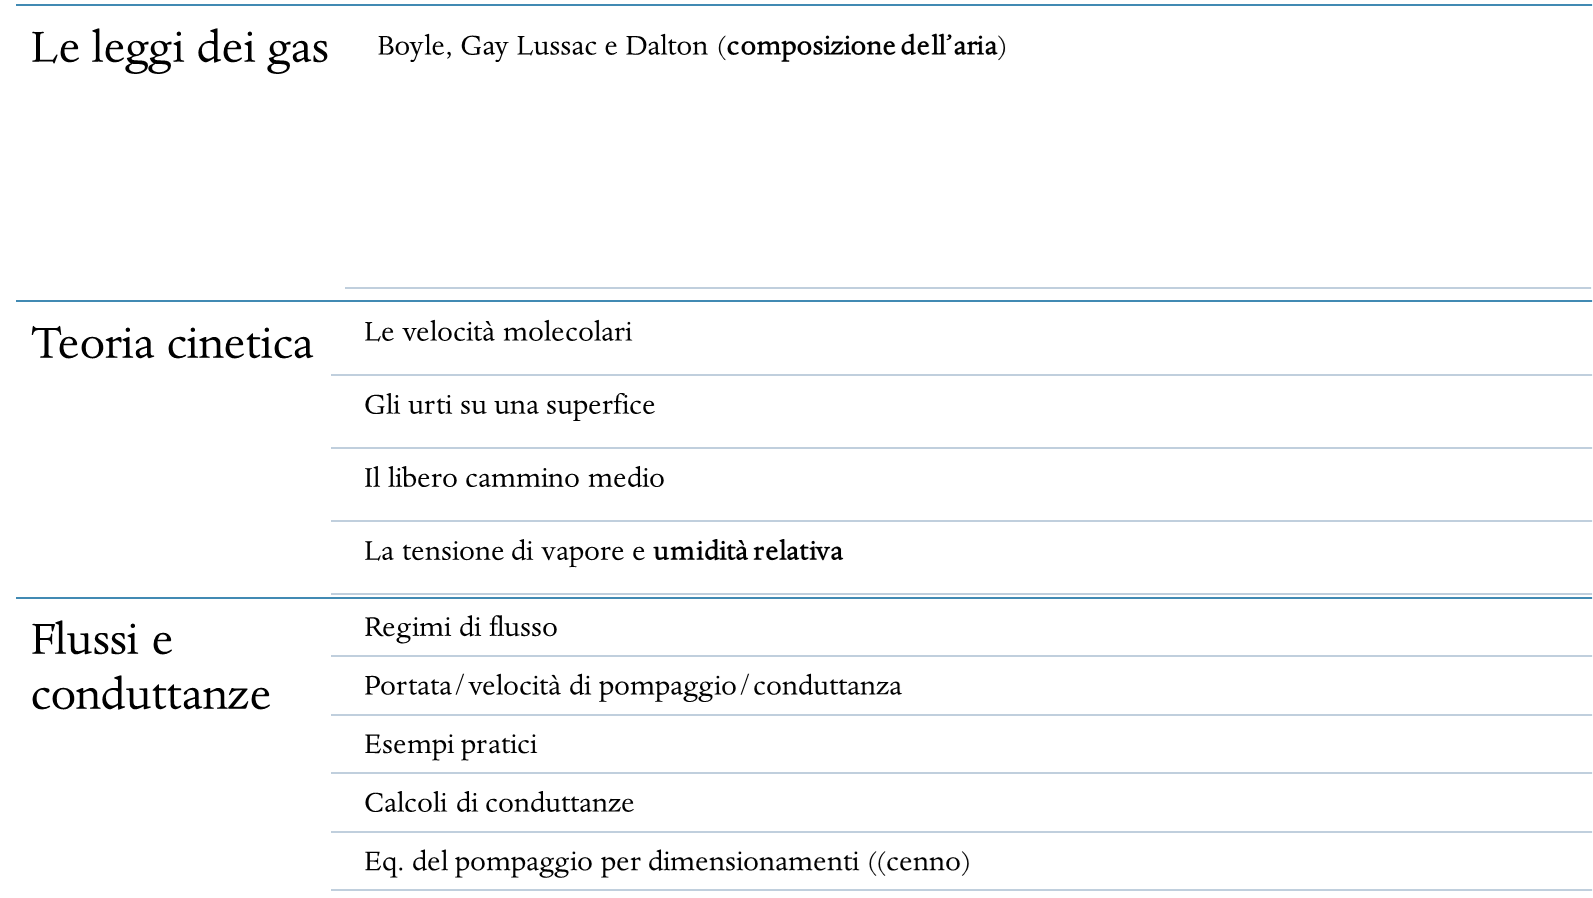 Le leggi dei gas
Boyle, Gay Lussac e Dalton (composizione dell’aria)
Teoria cinetica
Le velocità molecolari
Gli urti su una superfice
Il libero cammino medio
La tensione di vapore e umidità relativa
Flussi e
conduttanze
Regimi di flusso
Portata/velocità di pompaggio/conduttanza
Esempi pratici
Calcoli di conduttanze
Eq. del pompaggio per dimensionamenti ((cenno)